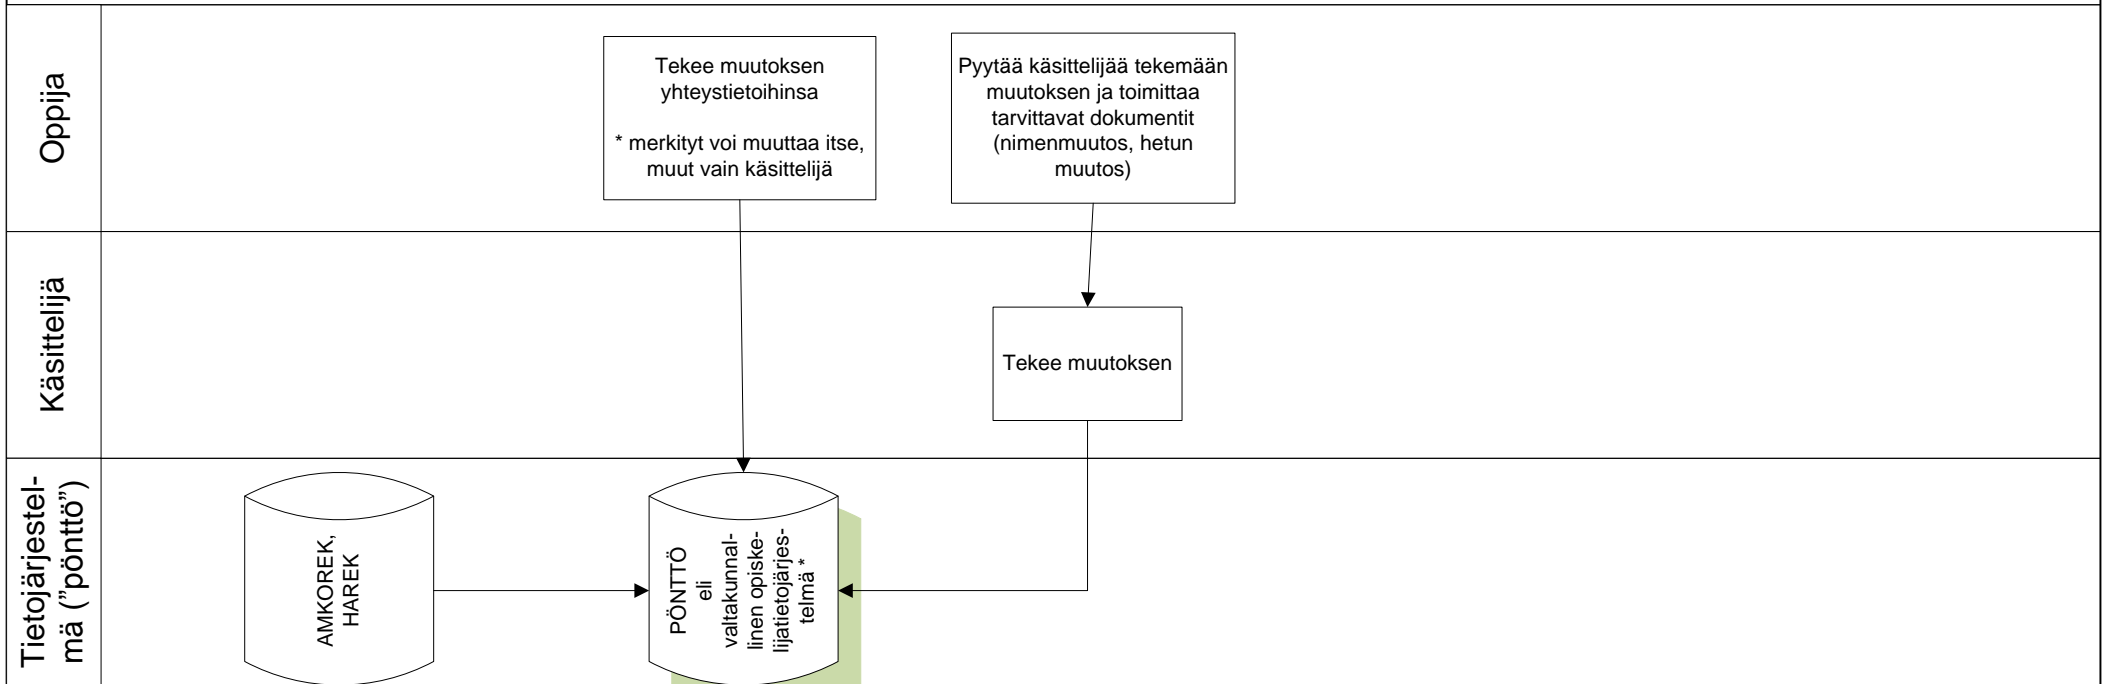 Oppija
Tekee muutoksen
yhteystietoihinsa
* merkityt voi muuttaa itse,
muut vain käsittelijä
Pyytää käsittelijää tekemään
muutoksen ja toimittaa
tarvittavat dokumentit
(nimenmuutos, hetun
muutos)
Käsittelijä
Tekee muutoksen
Tietojärjestel-
mä (”pönttö”)
AMKOREK,
HAREK
PÖNTTÖ
eli
valtakunnal-
linen opiske-
lijatietojärjes-
telmä *